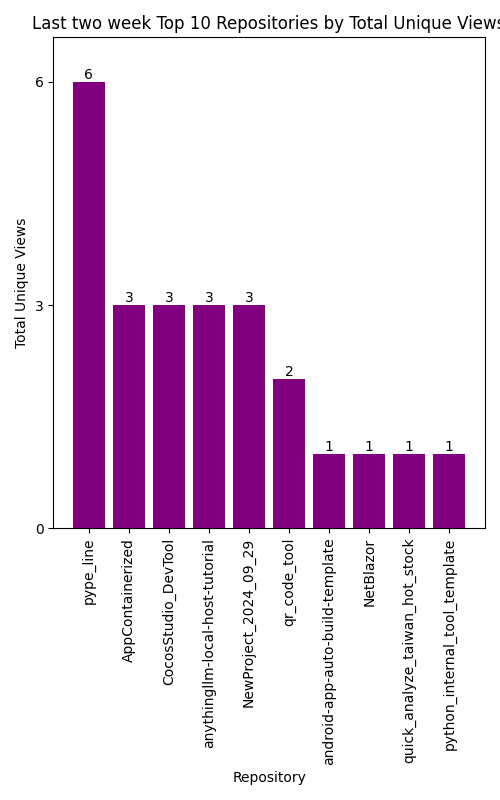 Last two week Top 10 Repositories by Total Unique Views
Total Unique Views
6
3
0
6
3
3
3
3
2
1
1
1
1
pype_line
AppContainerized
CocosStudio_DevTool
anythingllm-local-host-tutorial
NewProject_2024_09_29
qr_code_tool
android-app-auto-build-template
NetBlazor
quick_analyze_taiwan_hot_stock
python_internal_tool_template
Repository